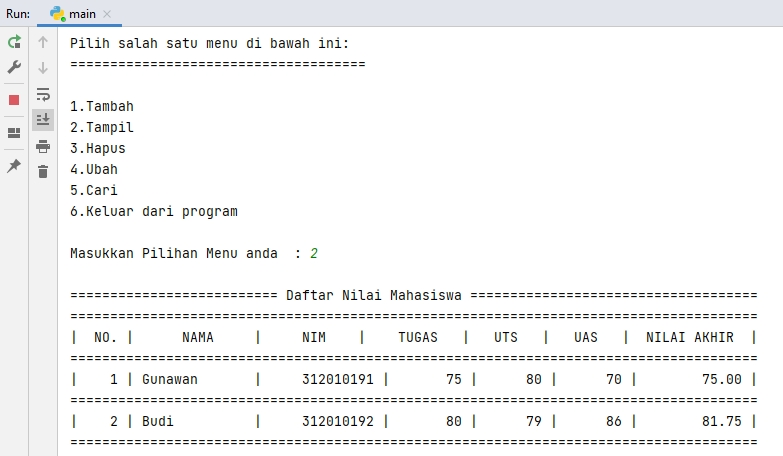 Run: main
Pilih salah satu menu di bawah ini:
=====================================
1.Tambah
2.Tampil
3.Hapus
4.Ubah
5.Cari
6.Keluar dari program
Masukkan Pilihan Menu anda  : 2
========================== Daftar Nilai Mahasiswa ====================================
======================================================================================
|  NO. |      NAMA     |     NIM    |    TUGAS   |   UTS   |   UAS   |  NILAI AKHIR  |
======================================================================================
|    1 | Gunawan       |     312010191 |       75 |      80 |      70 |         75.00 |
======================================================================================
|    2 | Budi          |     312010192 |       80 |      79 |      86 |         81.75 |
======================================================================================